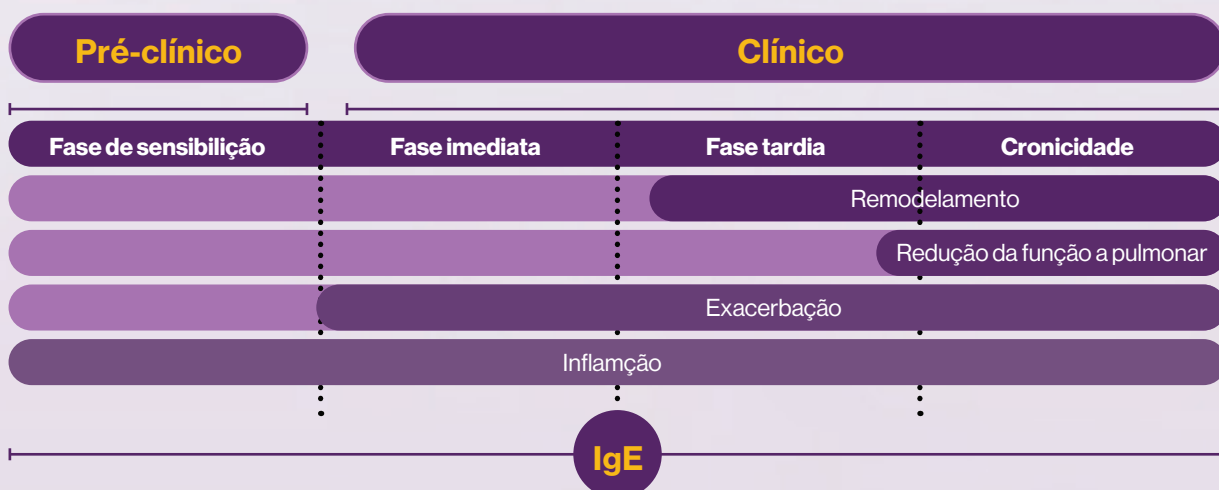 Pré-clínico
Clínico
Fase de sensibilição
Fase imediata
Fase tardia
Cronicidade
Remodelamento
Redução da função a pulmonar
Exacerbação
Inflamção
IgE